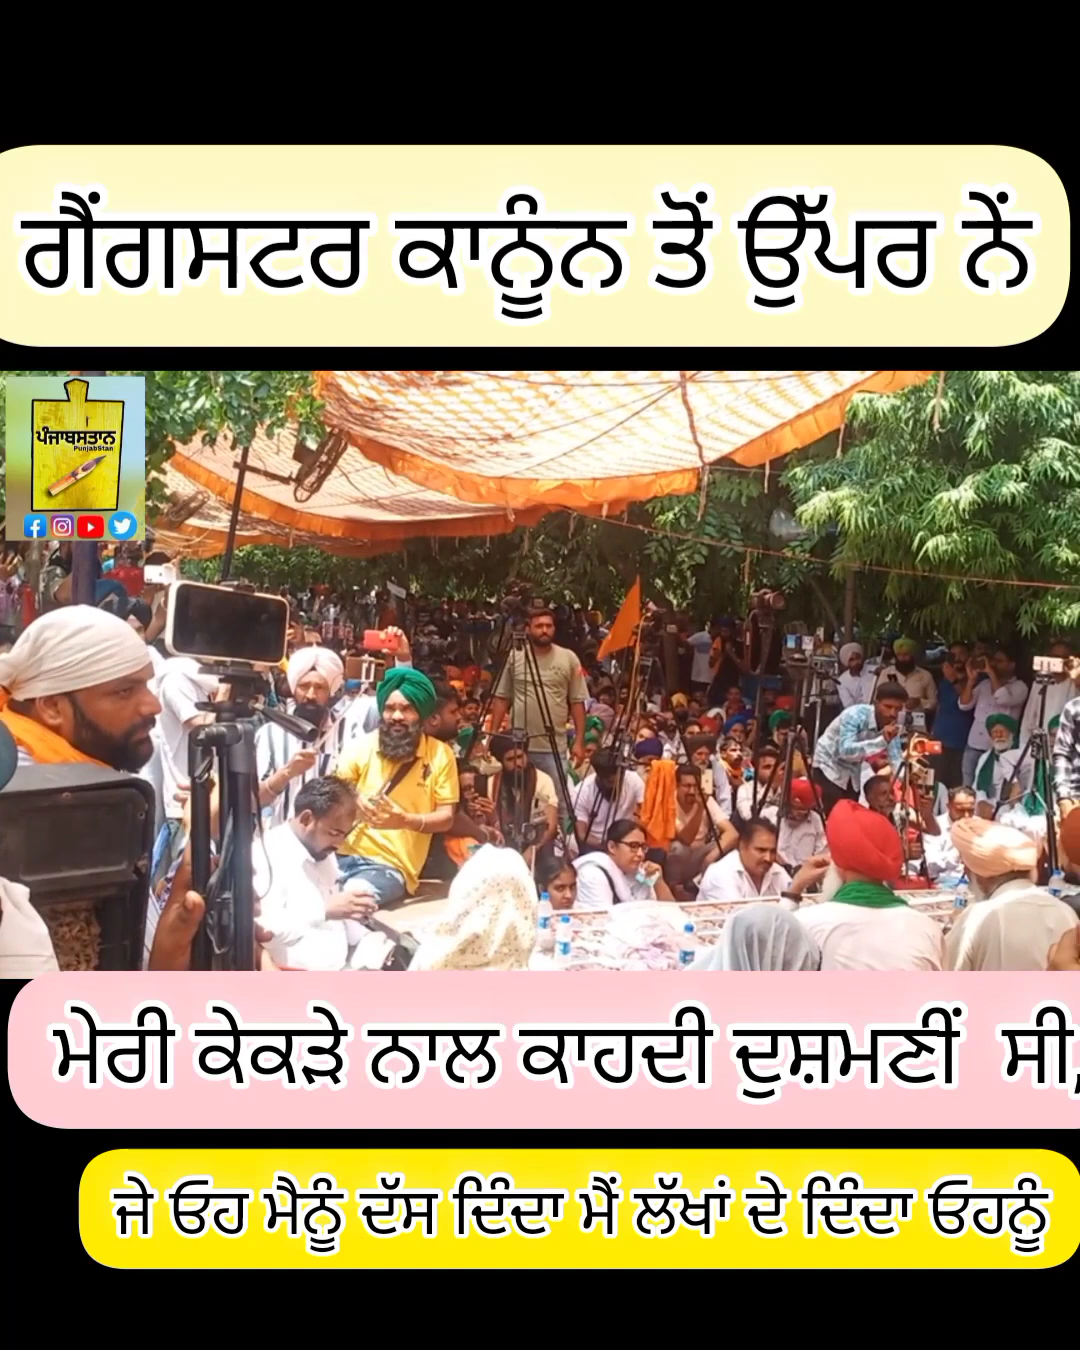 ਗੈਂਗਸਟਰ ਕਾਨੂੰਨ ਤੋਂ ਉੱਪਰ ਨੇਂ
ਪੰਜਾਬਸਤਾਨ
PunjabStan
ਮੇਰੀ ਕੇਕੜੇ ਨਾਲ ਕਾਹਦੀ ਦੁਸ਼ਮਣੀਂ ਸੀ,
ਜੇ ਓਹ ਮੈਨੂੰ ਦੱਸ ਦਿੰਦਾ ਮੈਂ ਲੱਖਾਂ ਦੇ ਦਿੰਦਾ ਓਹਨੂੰ